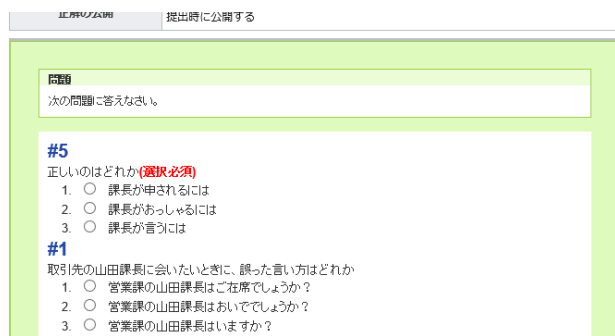 正解の公開 提出時に公開する
問題
次の問題に答えなさい。
#5
正しいのはどれか(選択必須)
1. 課長が申されるには
2. 課長がおっしゃるには
3. 課長が言うには
#1
取引先の山田課長に会いたいときに、誤った言い方はどれか
1. 営業課の山田課長はご在席でしょうか？
2. 営業課の山田課長はおいででしょうか？
3. 営業課の山田課長はいますか？